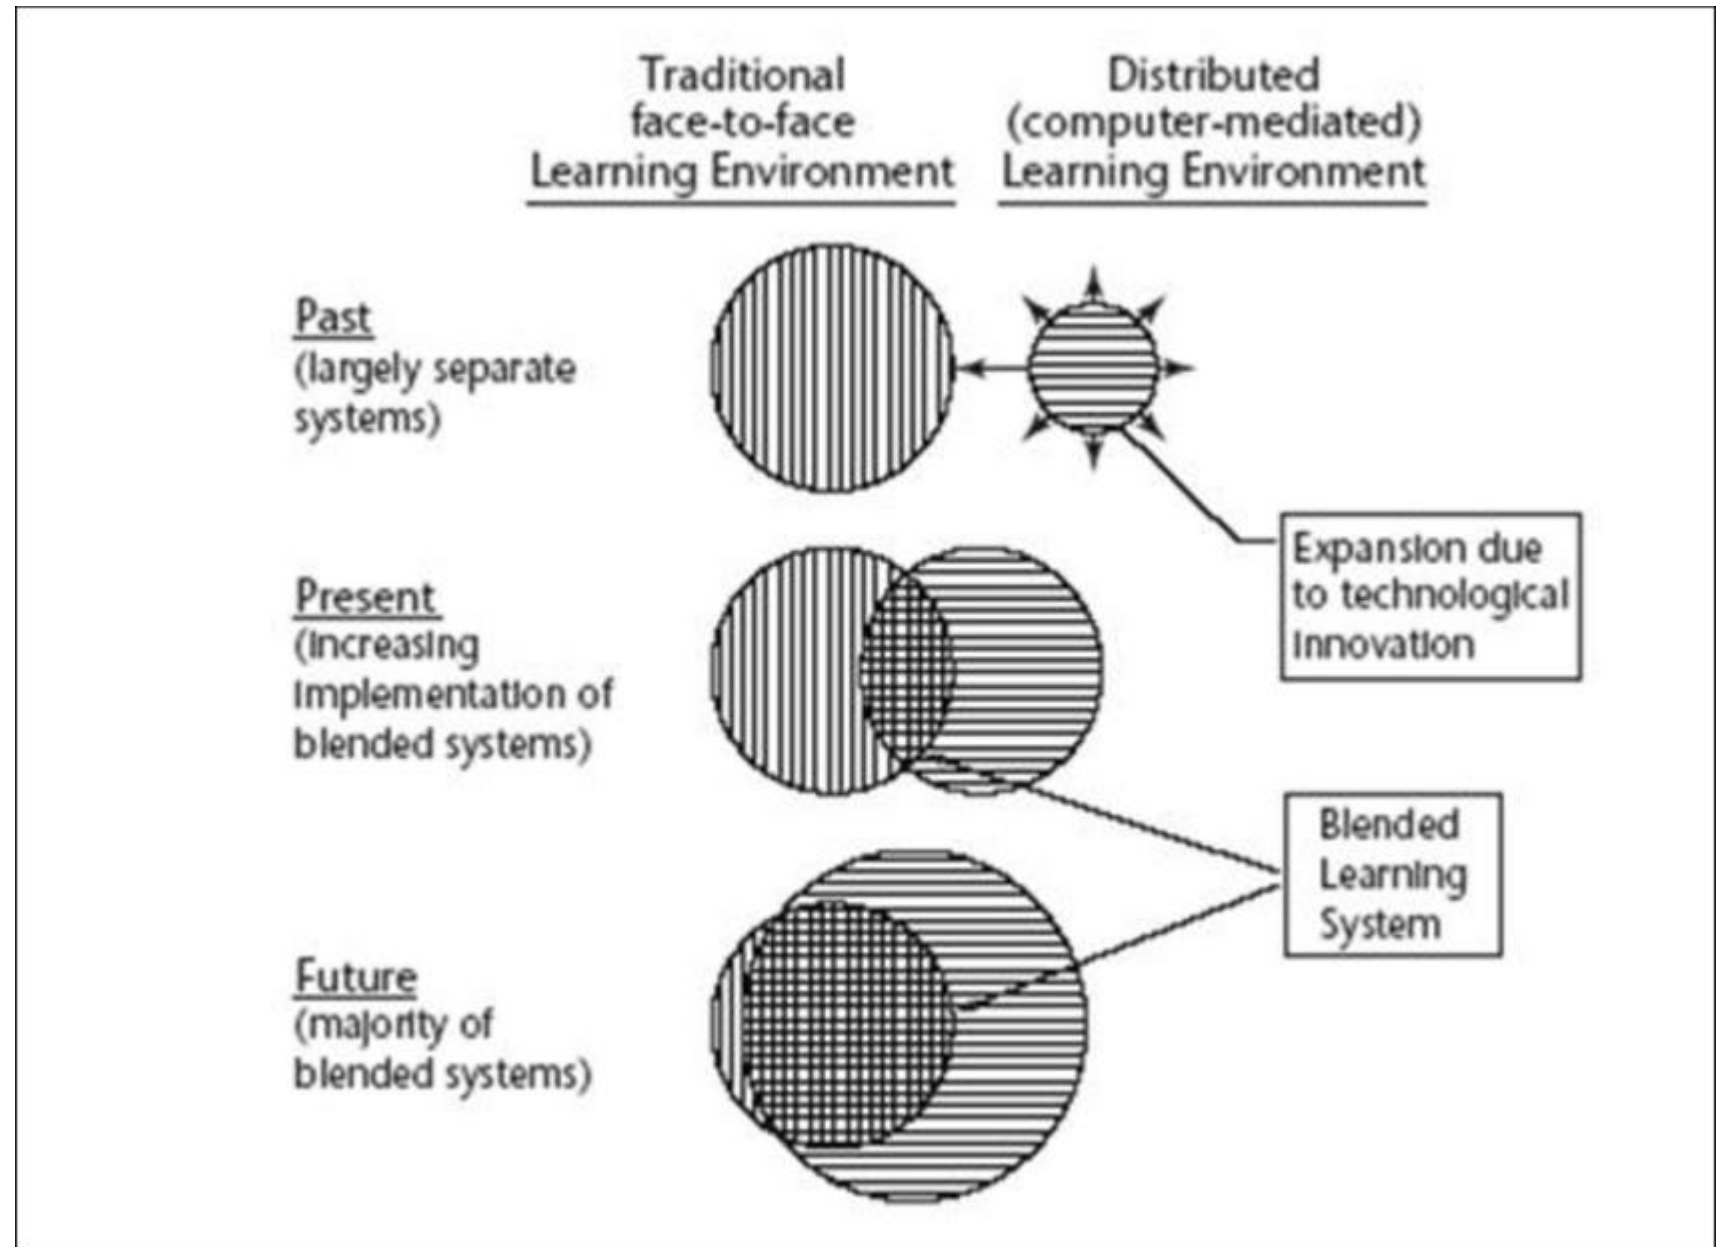 Traditional
face-to-face
Learning Environment
Distributed
(computer-mediated)
Learning Environment
Past
(largely separate
systems)
Expansion due
to technological
innovation
Present
(increasing
implementation of
blended systems)
Blended
Learning
System
Future
(majority of
blended systems)